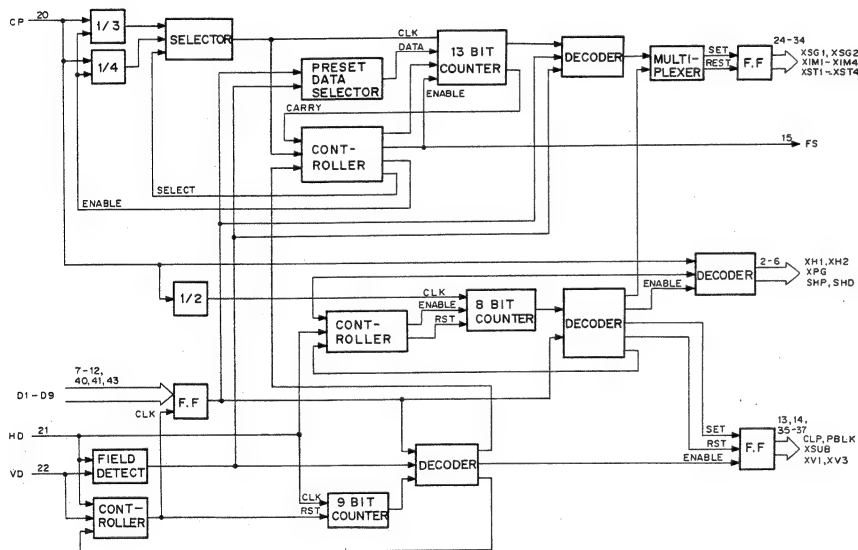 CP 20
1/3
1/4
SELECTOR
CLK
DATA
PRESET
DATA
SELECTOR
13 BIT
COUNTER
ENABLE
CARRY
CONT-
ROLLER
SELECT
ENABLE
DECODER
MULTI-
PLEXER
SET
REST
F.F
24-34
XSG1, XSG2
XIM1-XIM4
XST1-XST4
15 FS
1/2
CLK
ENABLE
RST
CONT-
ROLLER
8 BIT
COUNTER
DECODER
ENABLE
DECODER
2-6
XH1, XH2
XPG
SHP, SHD
7-12,
40,41,43
D1-D9
F.F
CLK
HD 21
VD 22
FIELD
DETECT
CONT-
ROLLER
CLK
RST
9 BIT
COUNTER
DECODER
SET
RST
ENABLE
F.F
13,14,
35-37
CLP, PBLK
XSUB
XV1, XV3